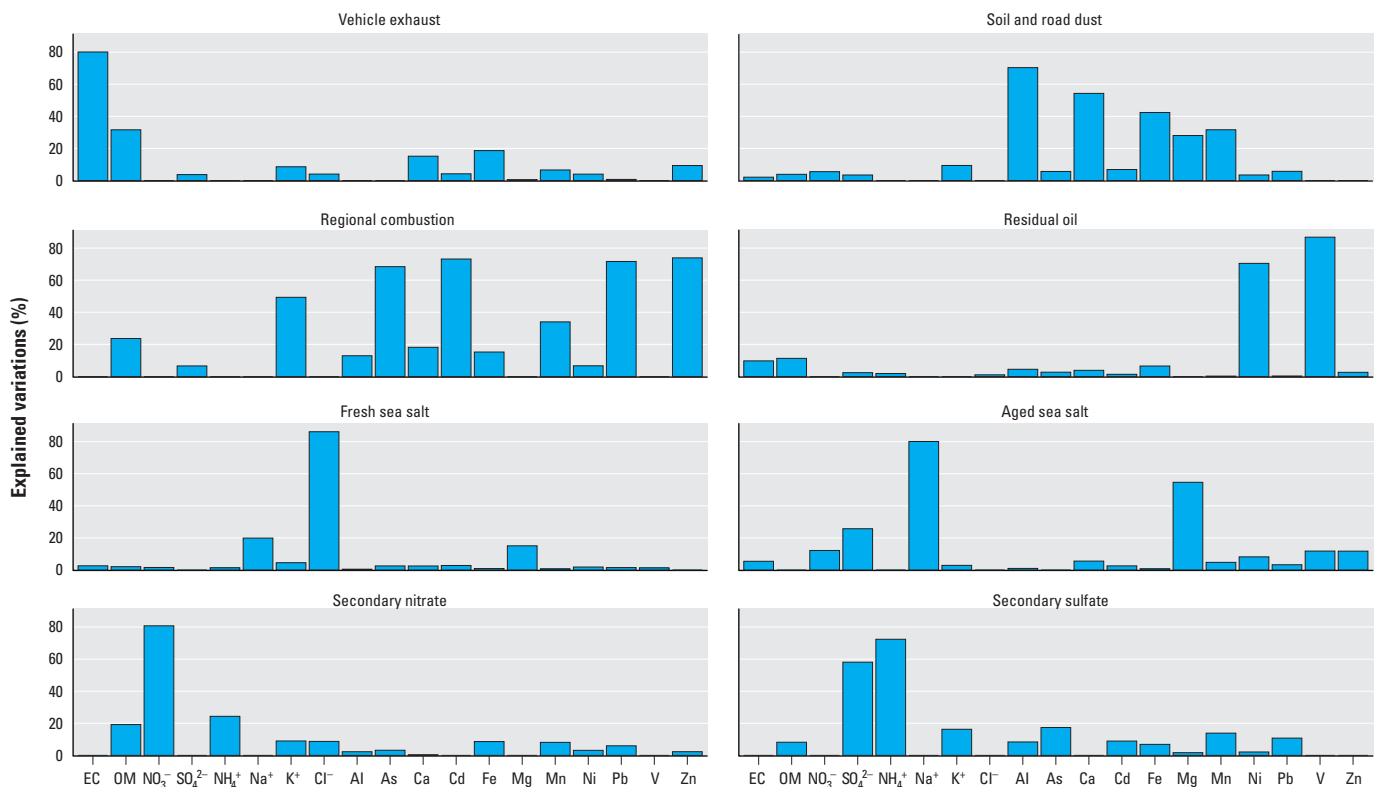 Vehicle exhaust
Soil and road dust
80
60
40
20
0
Regional combustion
Residual oil
80
60
40
20
0
Explained variations (%)
Fresh sea salt
Aged sea salt
80
60
40
20
0
Secondary nitrate
Secondary sulfate
80
60
40
20
0
EC OM NO₃⁻ SO₄²⁻ NH₄⁺ Na⁺ K⁺ Cl⁻ Al As Ca Cd Fe Mg Mn Ni Pb V Zn
EC OM NO₃⁻ SO₄²⁻ NH₄⁺ Na⁺ K⁺ Cl⁻ Al As Ca Cd Fe Mg Mn Ni Pb V Zn